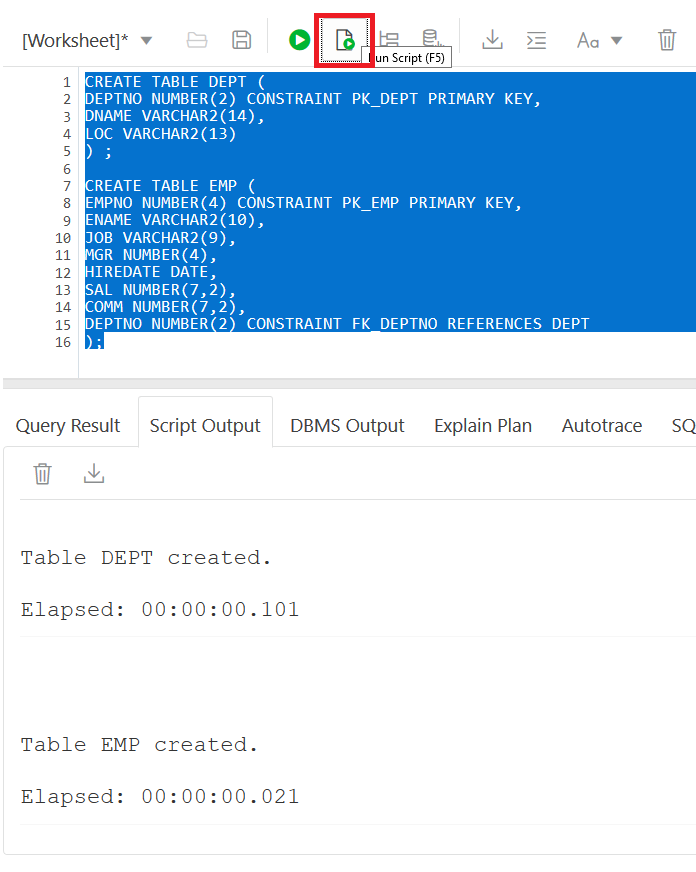 [Worksheet]*
Aa
Run Script (F5)
1 CREATE TABLE DEPT (
2 DEPTNO NUMBER(2) CONSTRAINT PK_DEPT PRIMARY KEY,
3 DNAME VARCHAR2(14),
4 LOC VARCHAR2(13)
5 ) ;
6
7 CREATE TABLE EMP (
8 EMPNO NUMBER(4) CONSTRAINT PK_EMP PRIMARY KEY,
9 ENAME VARCHAR2(10),
10 JOB VARCHAR2(9),
11 MGR NUMBER(4),
12 HIREDATE DATE,
13 SAL NUMBER(7,2),
14 COMM NUMBER(7,2),
15 DEPTNO NUMBER(2) CONSTRAINT FK_DEPTNO REFERENCES DEPT
16 );
Query Result Script Output DBMS Output Explain Plan Autotrace SQ
Table DEPT created.
Elapsed: 00:00:00.101
Table EMP created.
Elapsed: 00:00:00.021